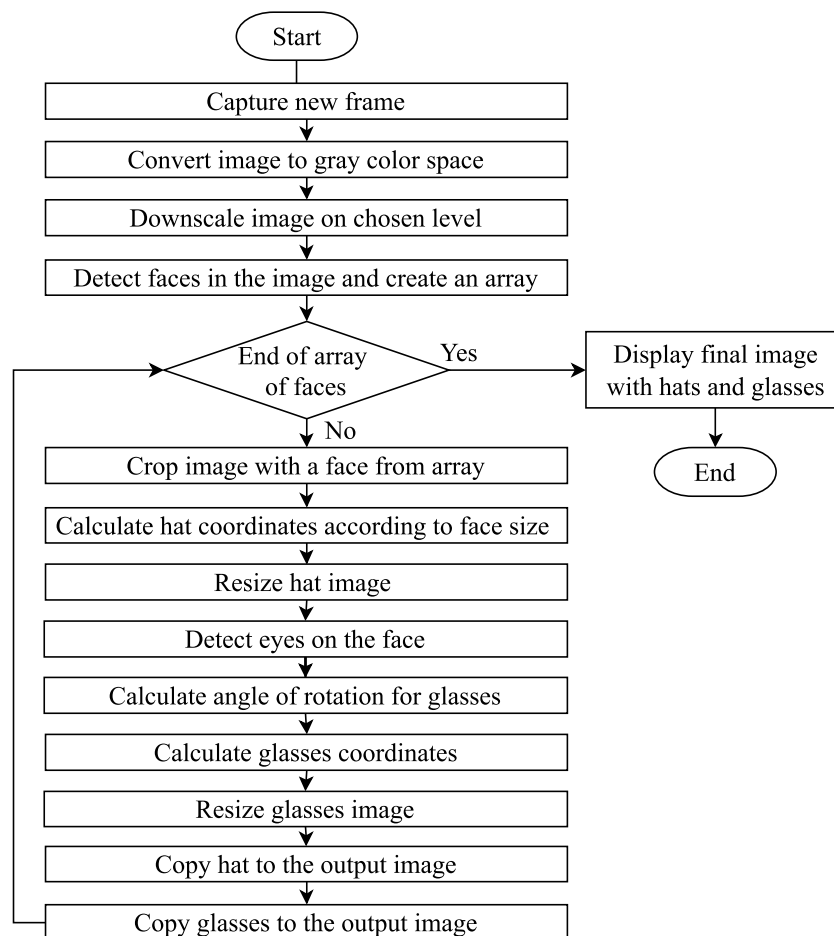 Start
Capture new frame
Convert image to gray color space
Downscale image on chosen level
Detect faces in the image and create an array
End of array
of faces
Yes
Display final image
with hats and glasses
End
No
Crop image with a face from array
Calculate hat coordinates according to face size
Resize hat image
Detect eyes on the face
Calculate angle of rotation for glasses
Calculate glasses coordinates
Resize glasses image
Copy hat to the output image
Copy glasses to the output image